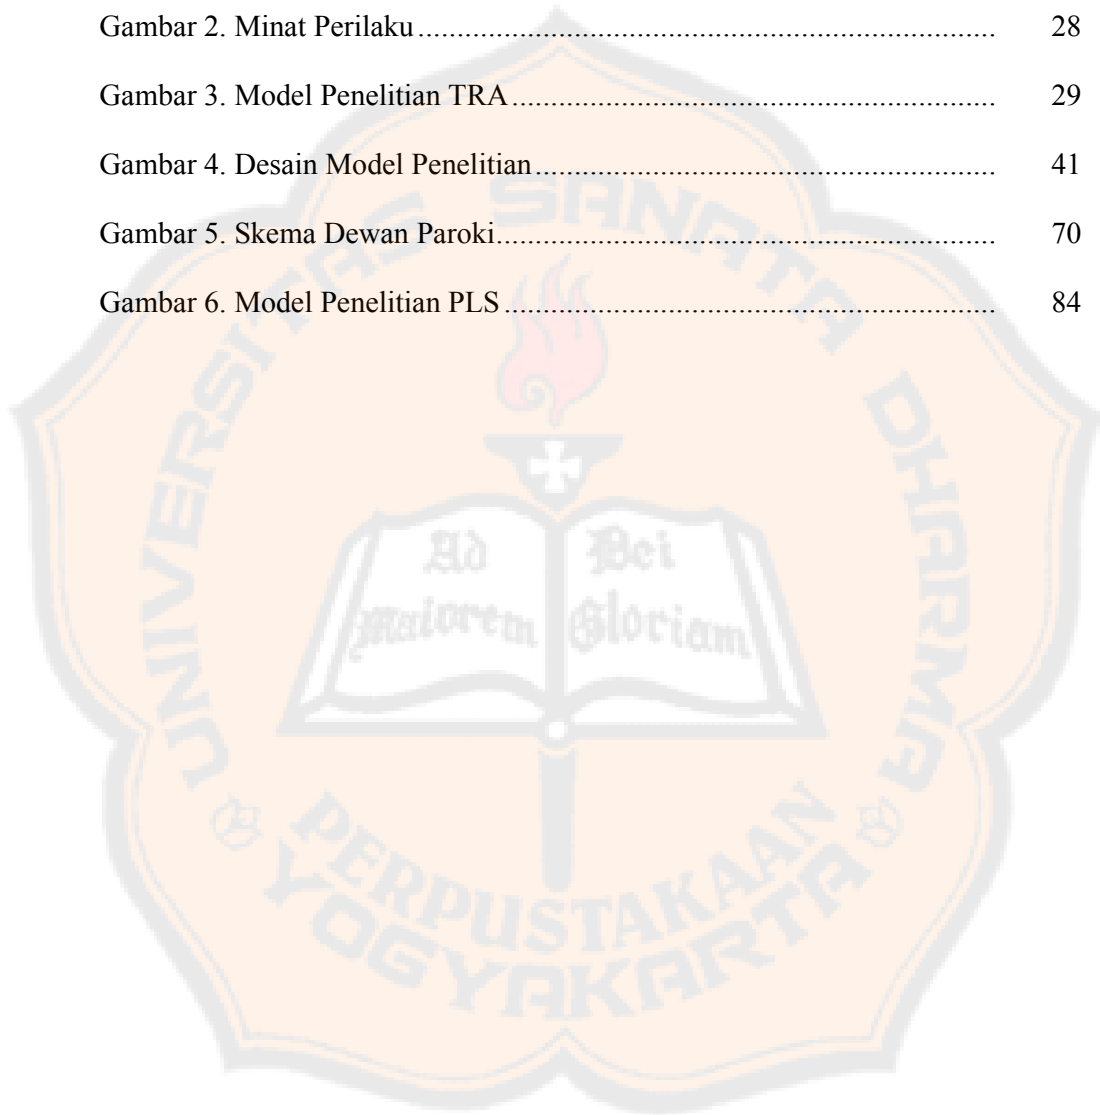 Gambar 2. Minat Perilaku.......................................................................... 28
Gambar 3. Model Penelitian TRA.............................................................. 29
Gambar 4. Desain Model Penelitian........................................................... 41
Gambar 5. Skema Dewan Paroki................................................................ 70
Gambar 6. Model Penelitian PLS............................................................... 84
UNIVERSITAS SANATA DHARMA
Ad Dei
Maiorem Gloriam
PERPUSTAKAAN
YOGYAKARTA